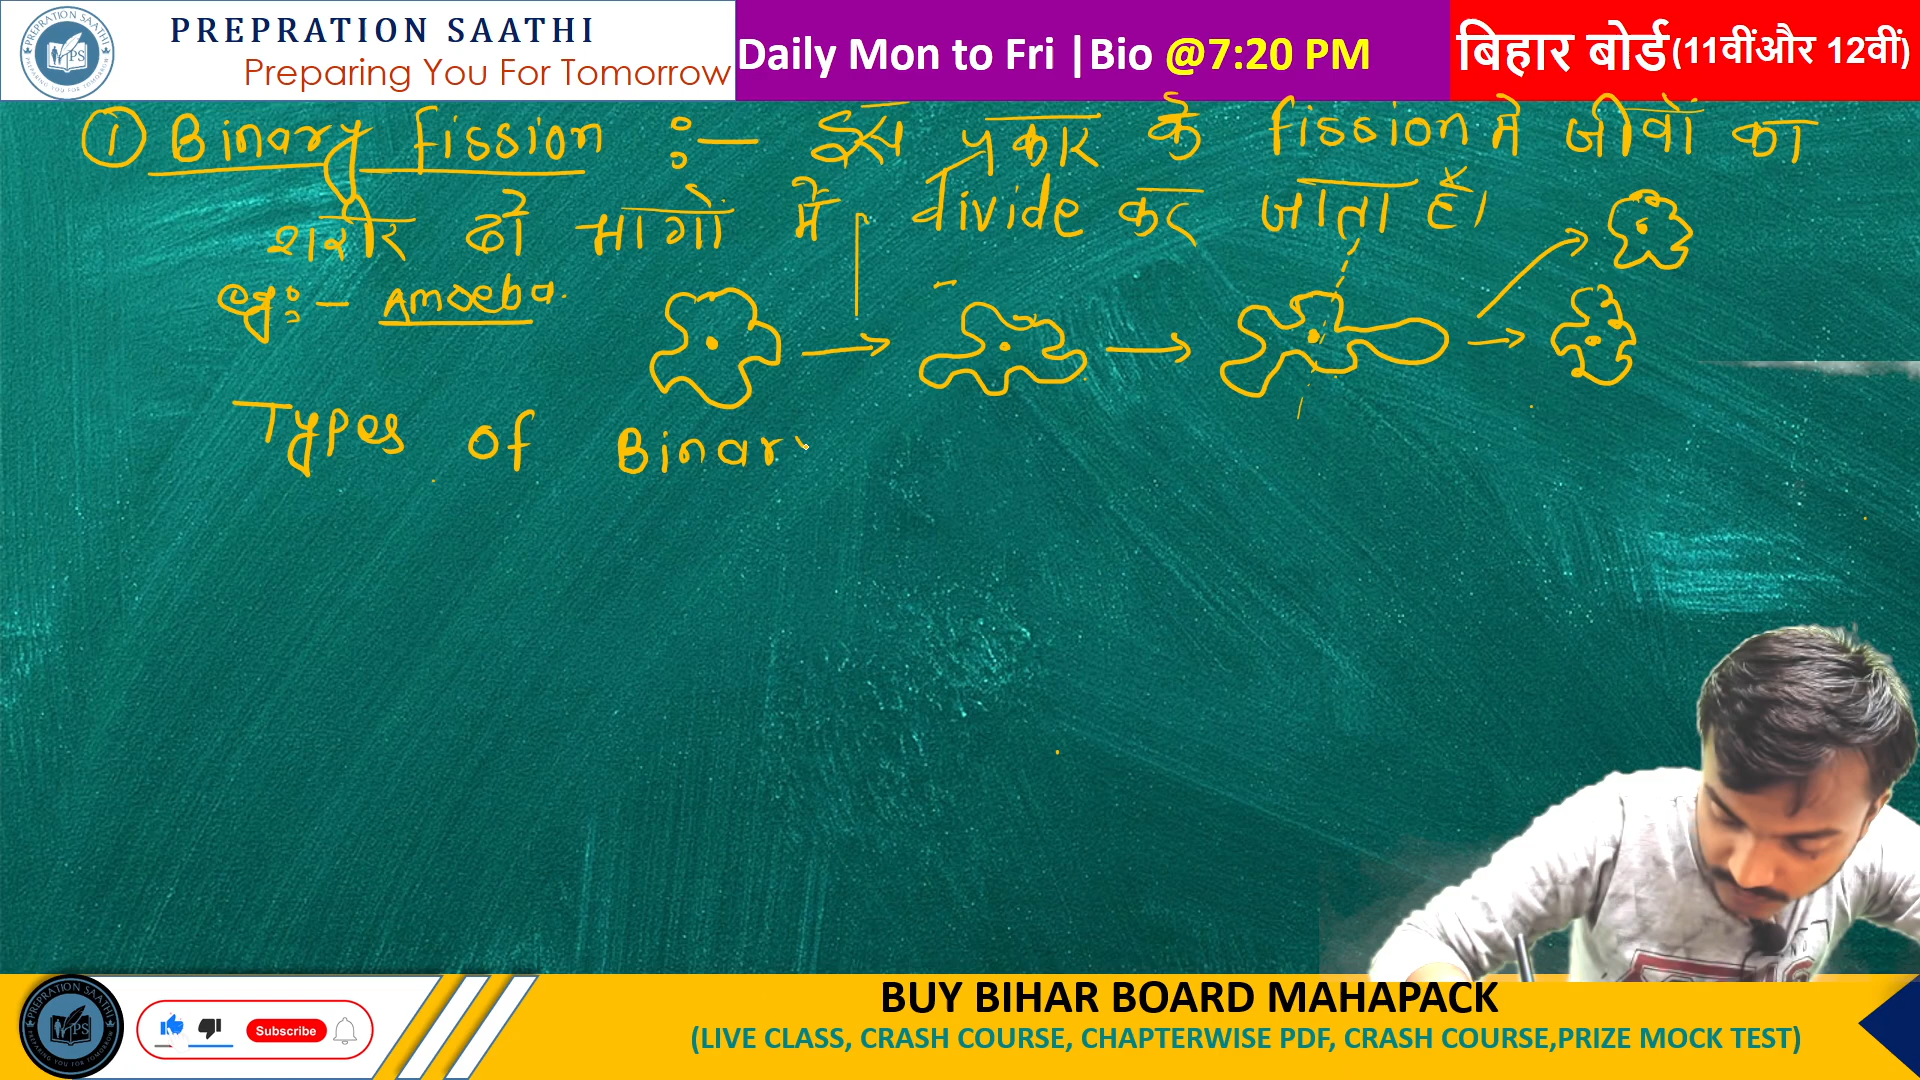 PREPRATION SAATHI
Preparing You For Tomorrow
Daily Mon to Fri |Bio @7:20 PM
बिहार बोर्ड(11वींऔर 12वीं)
① Binary fission :— इस प्रकार के fission मे जीवों का
शरीर दो भागों में divide कर जाता हैं।
eg:- Amoeba.
Types of Binar
Subscribe
BUY BIHAR BOARD MAHAPACK
(LIVE CLASS, CRASH COURSE, CHAPTERWISE PDF, CRASH COURSE,PRIZE MOCK TEST)